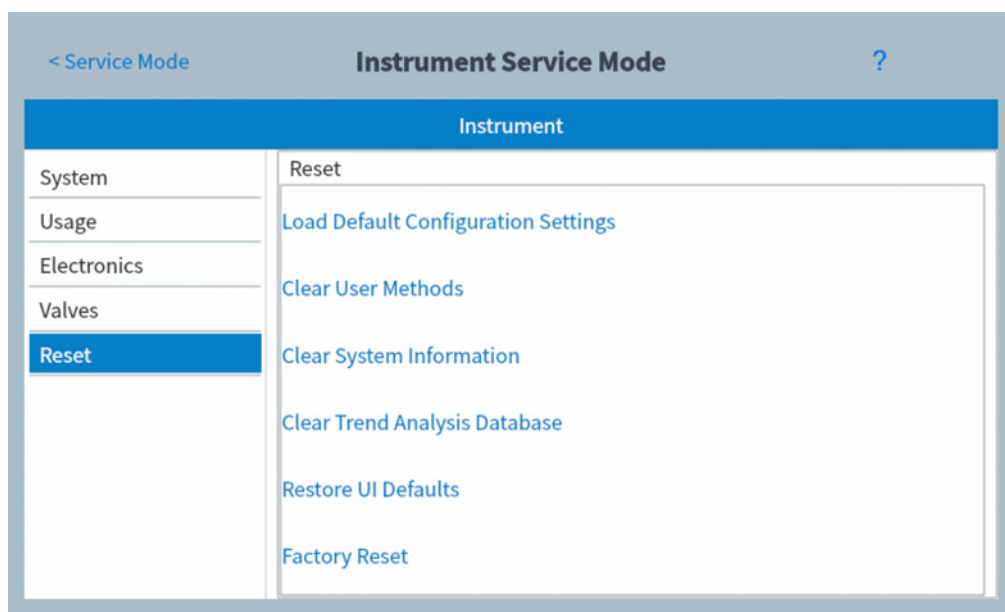 < Service Mode
Instrument Service Mode
?
Instrument
System
Usage
Electronics
Valves
Reset
Reset
Load Default Configuration Settings
Clear User Methods
Clear System Information
Clear Trend Analysis Database
Restore UI Defaults
Factory Reset